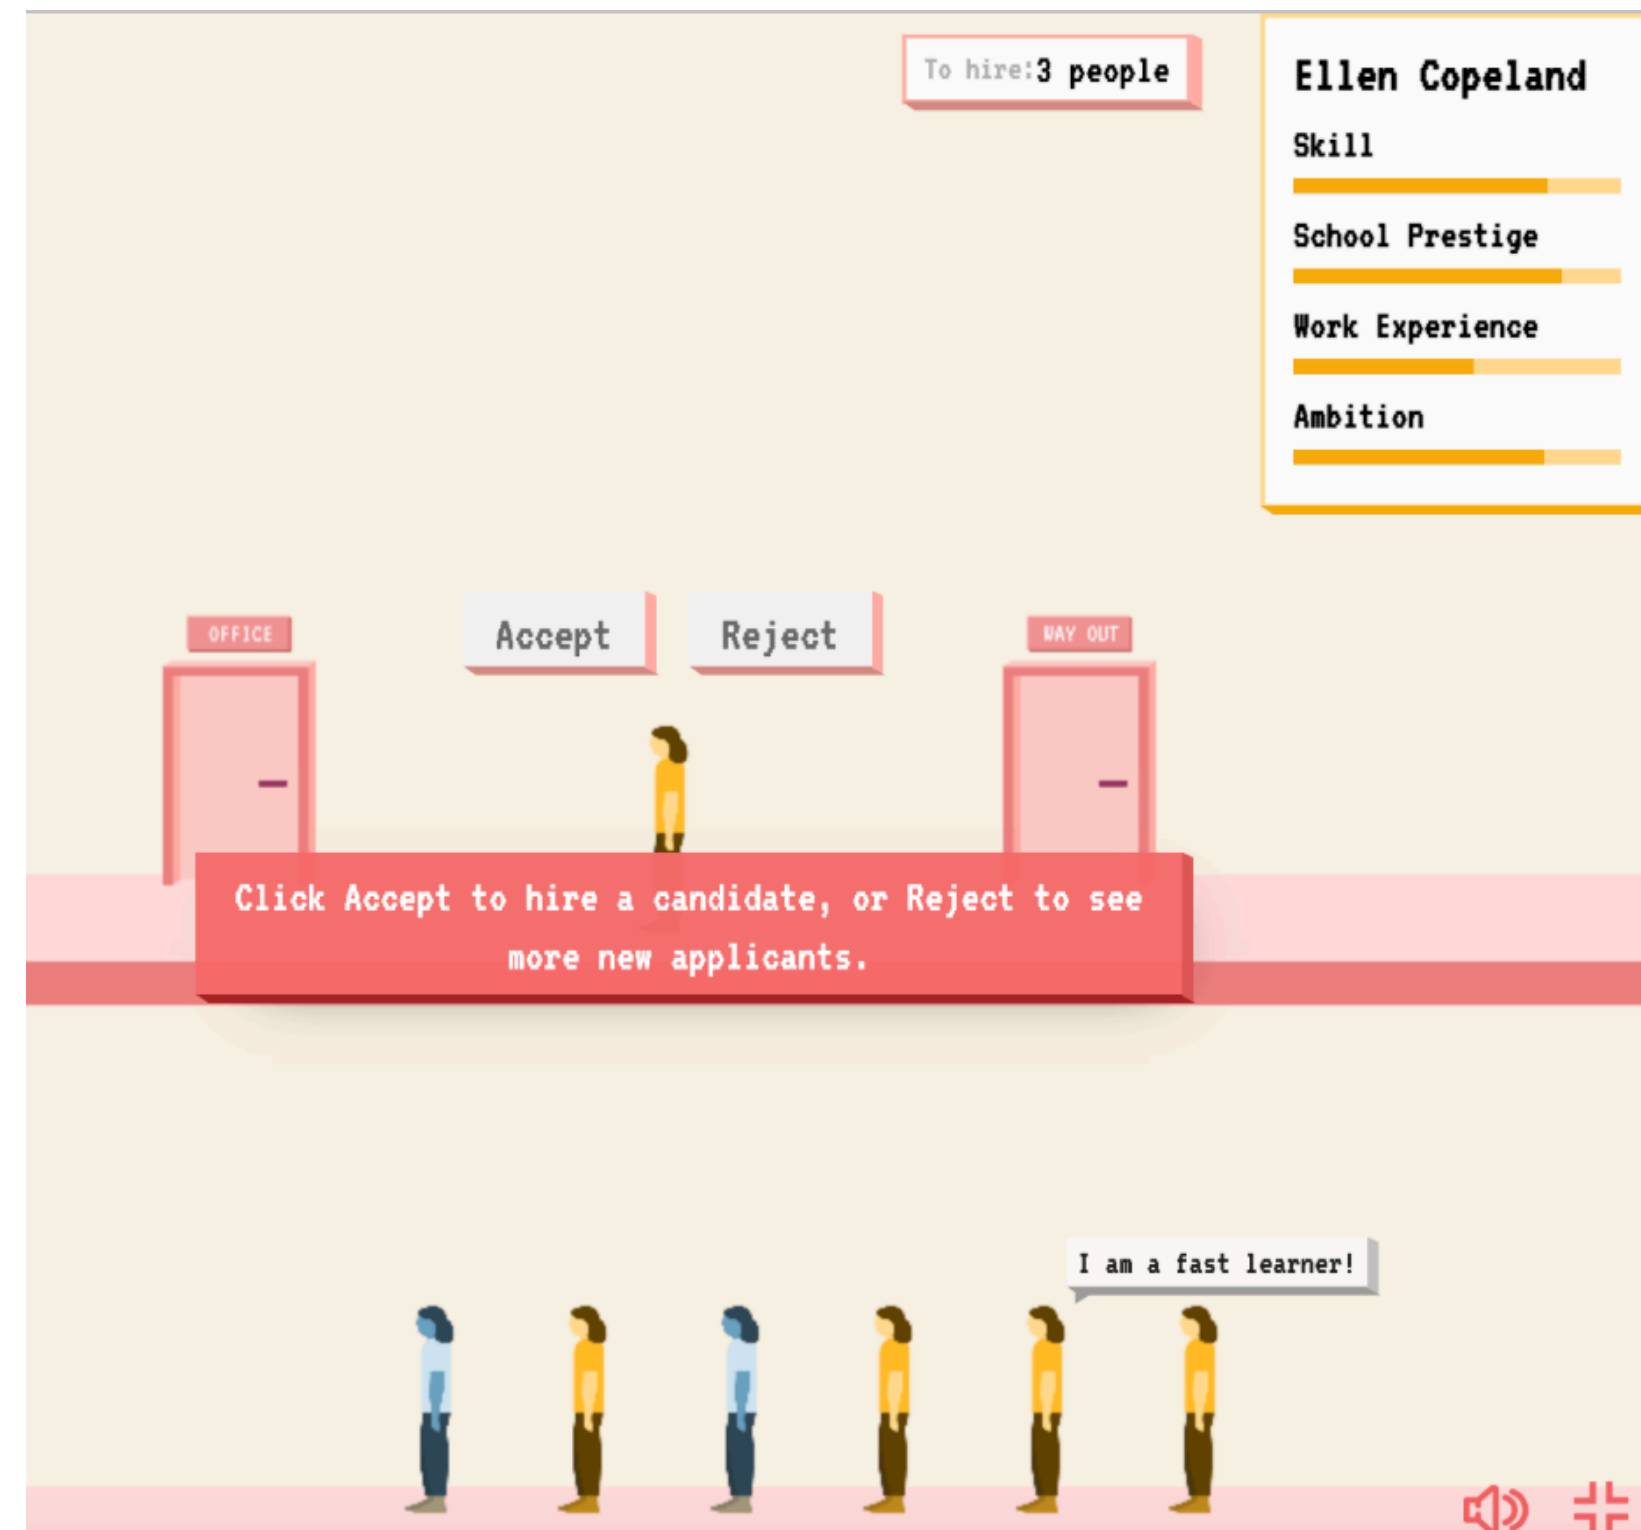 To hire:3 people
Ellen Copeland
Skill
School Prestige
Work Experience
Ambition
OFFICE
Accept
Reject
WAY OUT
Click Accept to hire a candidate, or Reject to see
more new applicants.
I am a fast learner!